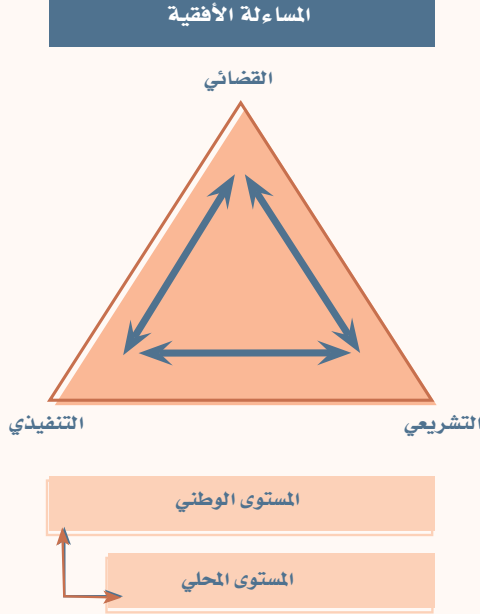 المساءلة الأفقية
القضائي
التشريعي
التنفيذي
المستوى الوطني
المستوى المحلي